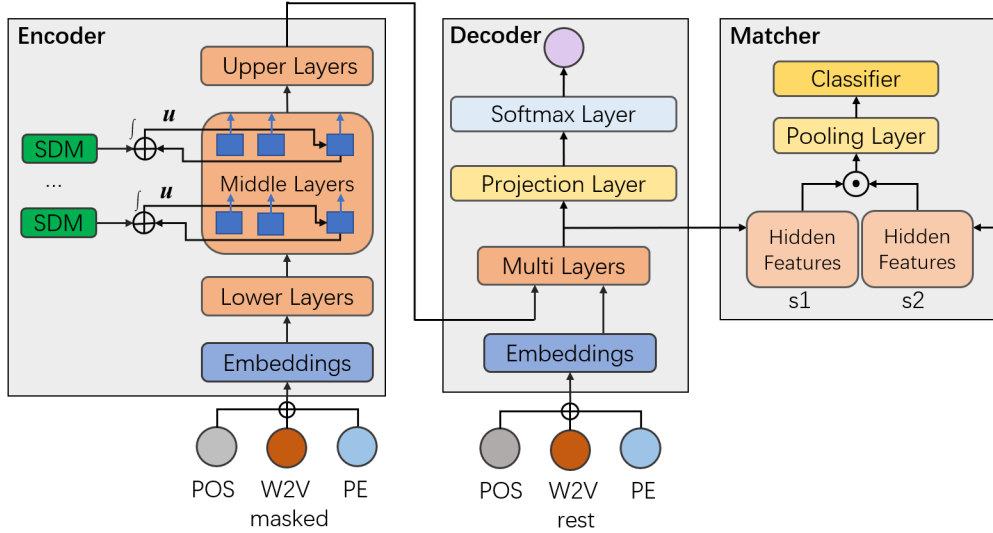 Encoder
Upper Layers
∫
u
SDM
...
Middle Layers
∫
u
SDM
Lower Layers
Embeddings
POS
W2V
PE
masked
Decoder
Softmax Layer
Projection Layer
Multi Layers
Embeddings
POS
W2V
PE
rest
Matcher
Classifier
Pooling Layer
Hidden
Features
s1
Hidden
Features
s2